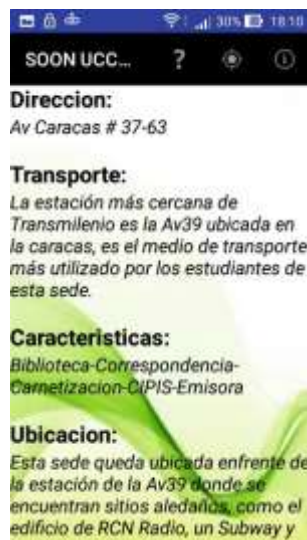 30% 18:10
SOON UCC... ?
Direccion:
Av Caracas # 37-63
Transporte:
La estación más cercana de
Transmilenio es la Av39 ubicada en
la caracas, es el medio de transporte
más utilizado por los estudiantes de
esta sede.
Caracteristicas:
Biblioteca-Correspondencia-
Carnetizacion-CIPIS-Emisora
Ubicacion:
Esta sede queda ubicada enfrente de
la estación de la Av39 donde se
encuentran sitios aledaños, como el
edificio de RCN Radio, un Subway y